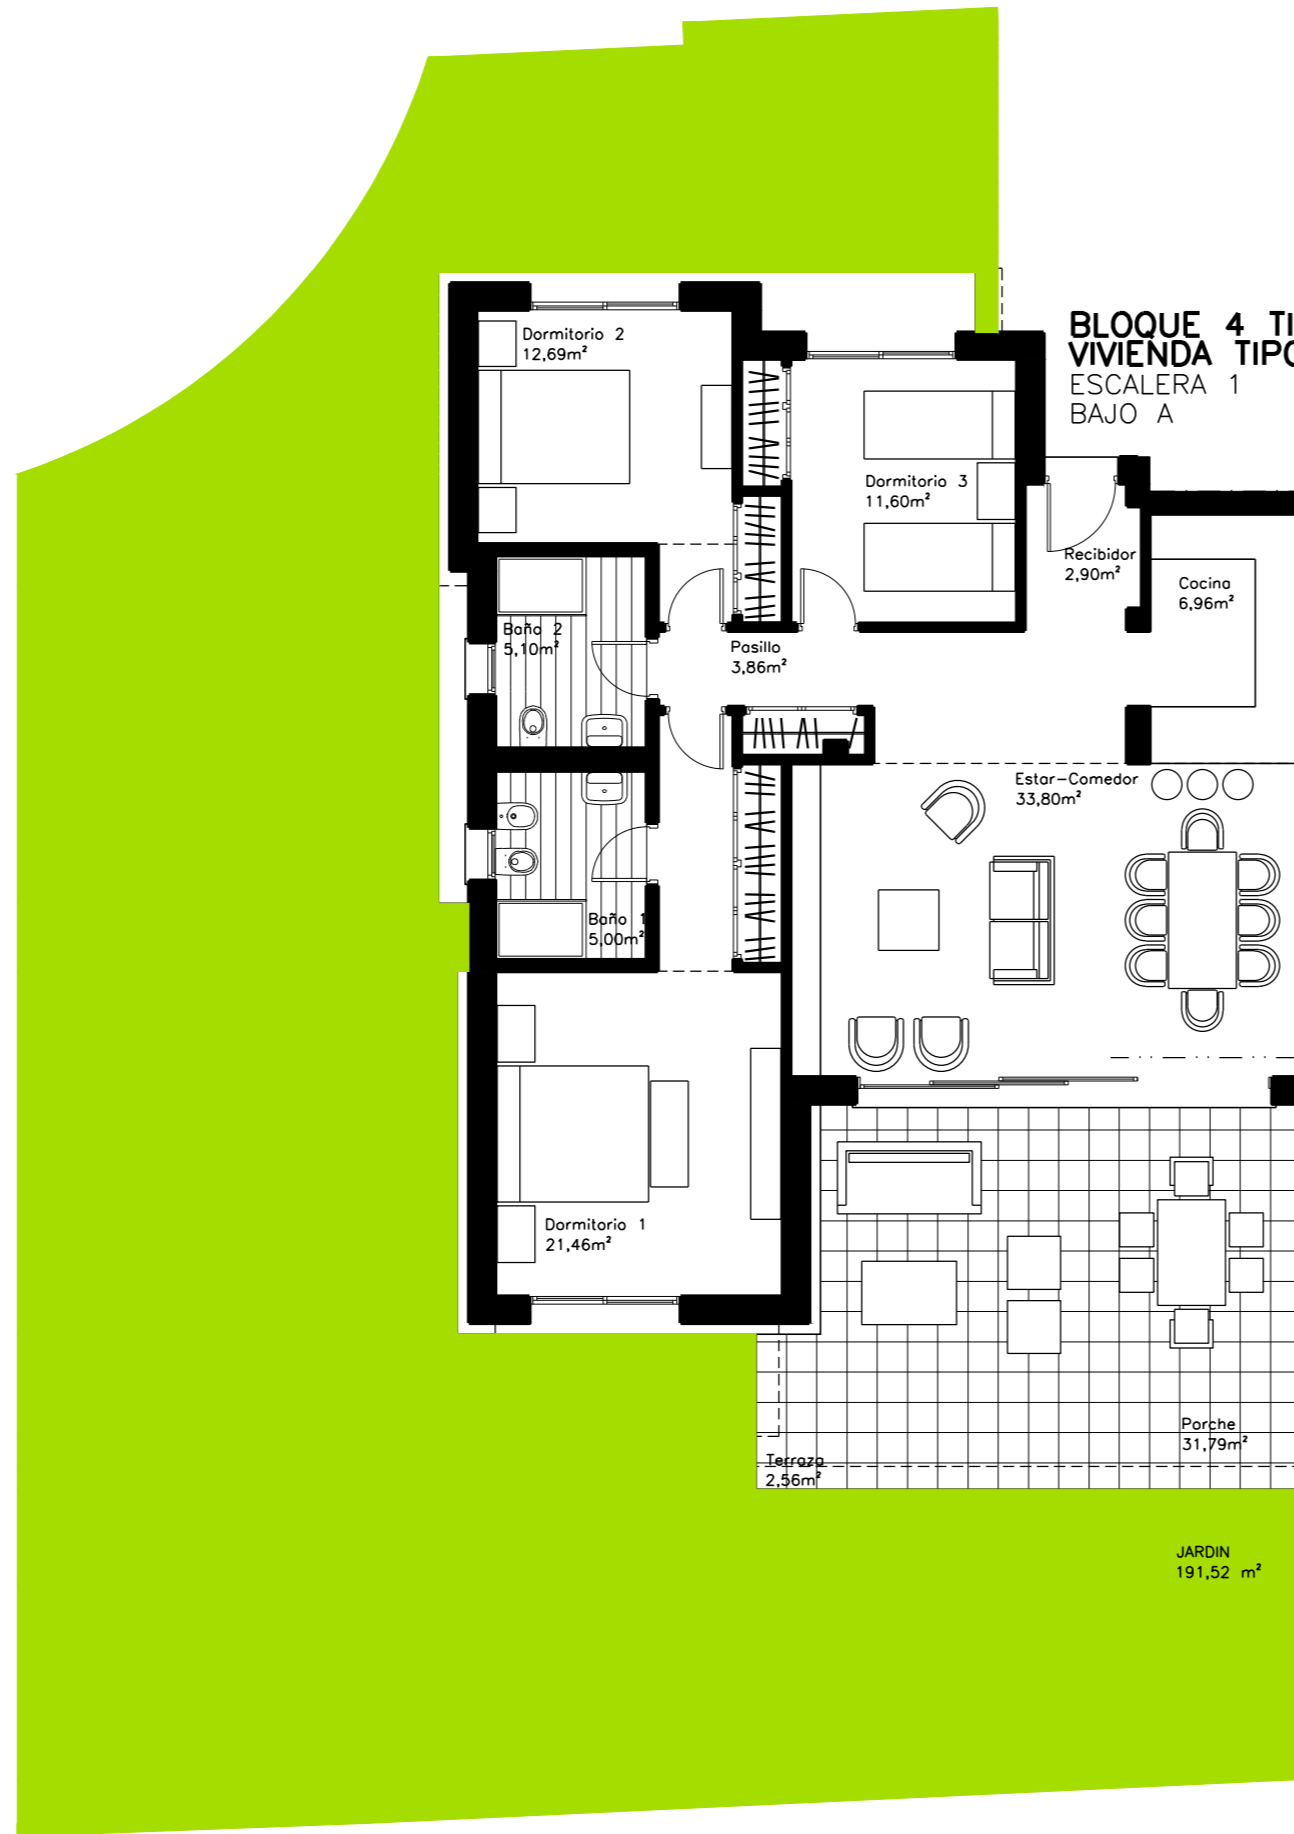 BLOQUE 4 TI
VIVIENDA TIPO
ESCALERA 1
BAJO A
Dormitorio 2
12,69m²
Dormitorio 3
11,60m²
Recibidor
2,90m²
Cocina
6,96m²
Baño 2
5,10m²
Pasillo
3,86m²
Estar-Comedor
33,80m²
Baño 1
5,00m²
Dormitorio 1
21,46m²
Porche
31,79m²
Terraza
2,56m²
JARDIN
191,52 m²